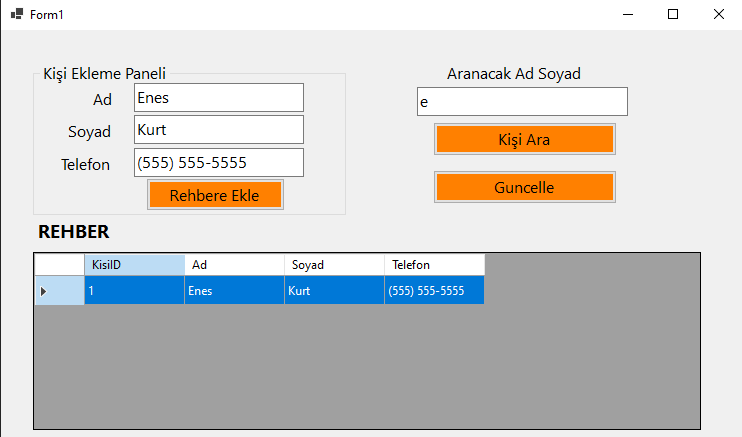 Form1
Kişi Ekleme Paneli
Ad Enes
Soyad Kurt
Telefon (555) 555-5555
Rehbere Ekle
Aranacak Ad Soyad
e
Kişi Ara
Guncelle
REHBER
KisiID Ad Soyad Telefon
1 Enes Kurt (555) 555-5555